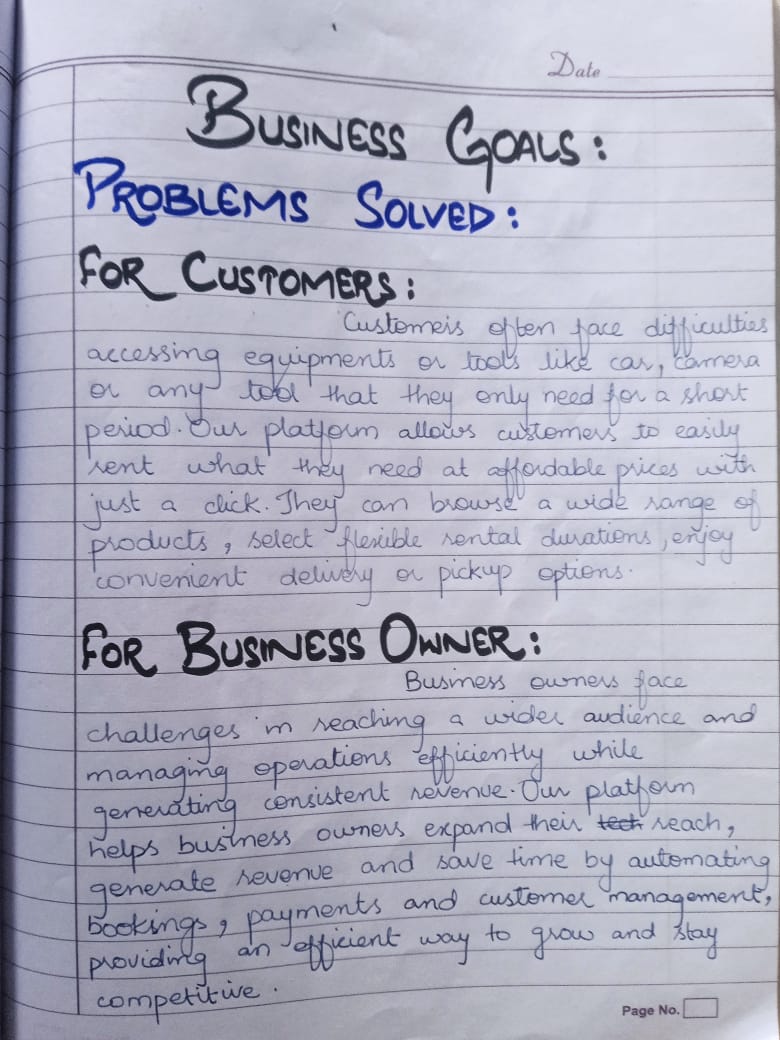 Date
BUSINESS GOALS:
PROBLEMS SOLVED:
FOR CUSTOMERS:
Customers often face difficulties
accessing equipments or tools like car, camera
or any tool that they only need for a short
period. Our platform allows customers to easily
rent what they need at affordable prices with
just a click. They can browse a wide range of
products, select flexible rental durations, enjoy
convenient delivery or pickup options.
FOR BUSINESS OWNER:
Business owners face
challenges in reaching a wider audience and
managing operations efficiently while
generating consistent revenue. Our platform
helps business owners expand their reach,
generate revenue and save time by automating
bookings, payments and customer management,
providing an efficient way to grow and stay
competitive.
Page No.